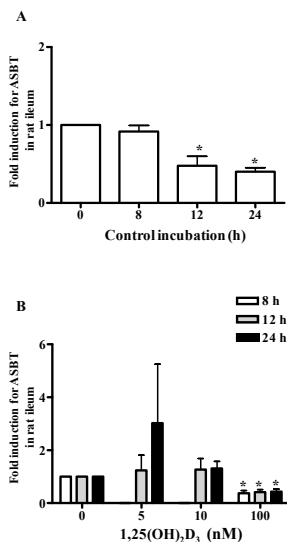 A
Fold induction for ASBT
in rat ileum
2
1
0
*
*
0 8 12 24
Control incubation (h)
B
8 h
12 h
24 h
Fold induction for ASBT
in rat ileum
6
4
2
0
* * *
0 5 10 100
1,25(OH)₂D₃ (nM)